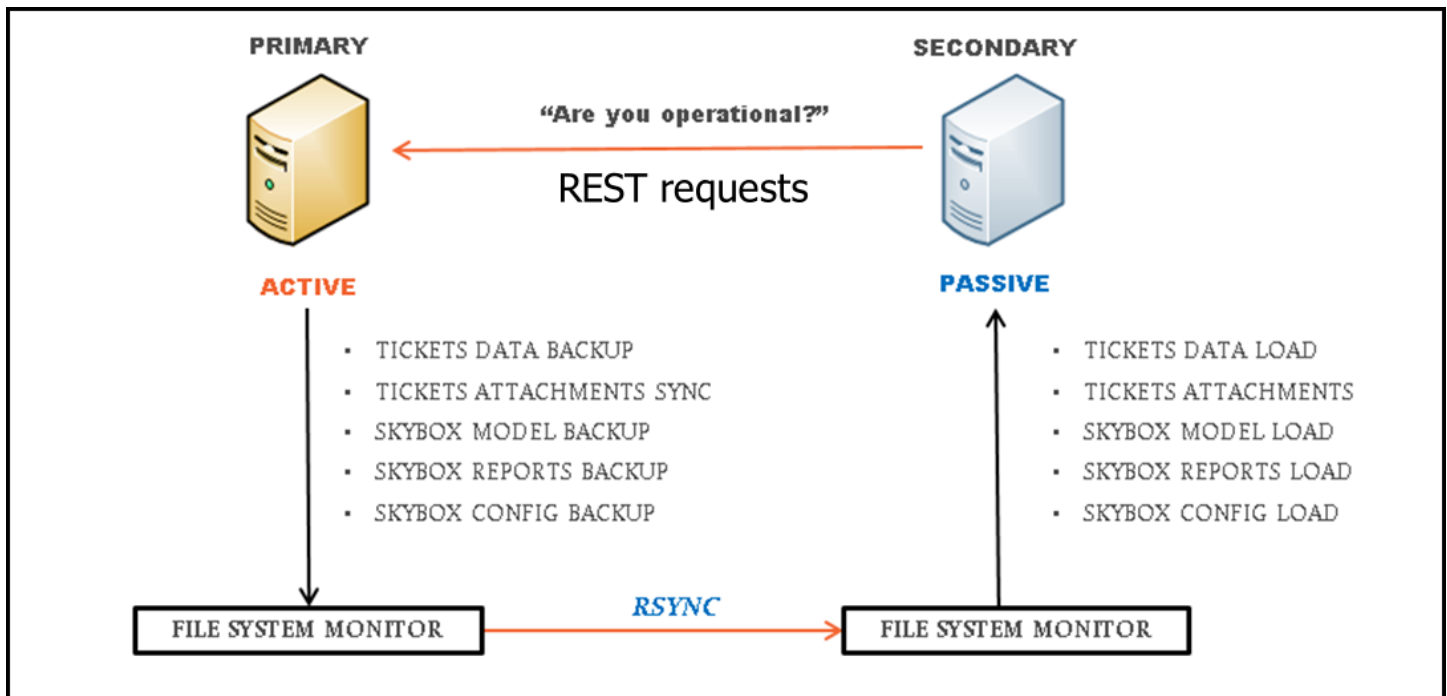 PRIMARY
SECONDARY
“Are you operational?”
REST requests
ACTIVE
PASSIVE
▪ TICKETS DATA BACKUP
▪ TICKETS ATTACHMENTS SYNC
▪ SKYBOX MODEL BACKUP
▪ SKYBOX REPORTS BACKUP
▪ SKYBOX CONFIG BACKUP
▪ TICKETS DATA LOAD
▪ TICKETS ATTACHMENTS
▪ SKYBOX MODEL LOAD
▪ SKYBOX REPORTS LOAD
▪ SKYBOX CONFIG LOAD
FILE SYSTEM MONITOR
RSYNC
FILE SYSTEM MONITOR